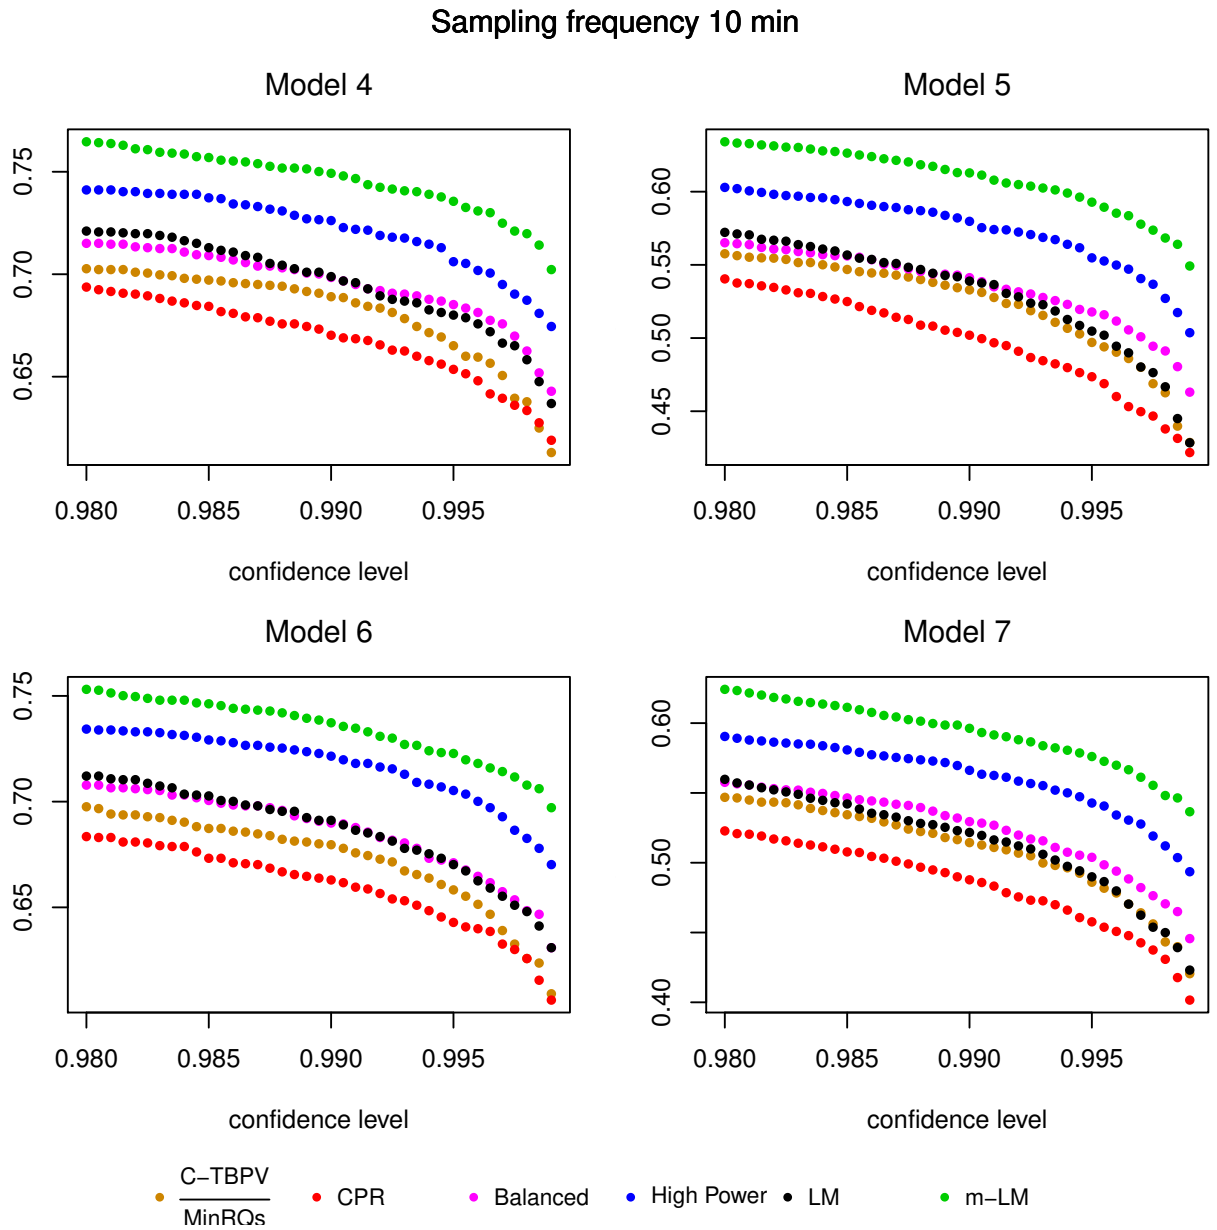 Sampling frequency 10 min
Model 4
Model 5
0.75
0.70
0.65
0.980 0.985 0.990 0.995
confidence level
0.60
0.55
0.50
0.45
0.980 0.985 0.990 0.995
confidence level
Model 6
Model 7
0.75
0.70
0.65
0.980 0.985 0.990 0.995
confidence level
0.60
0.50
0.40
0.980 0.985 0.990 0.995
confidence level
C−TBPV
MinRQs
CPR
Balanced
High Power
LM
m−LM